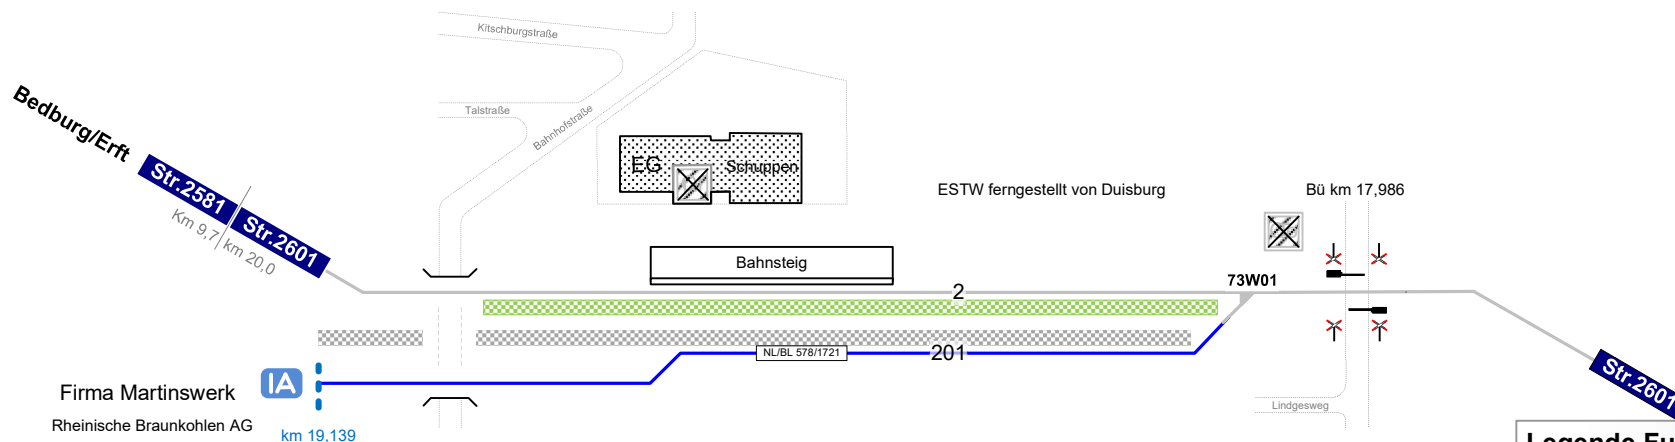 Kitschburgstraße
Talstraße
Bahnhofstraße
Bedburg/Erft
Str.2581
Str.2601
Km 9,7
km 20,0
EG
Schuppen
ESTW ferngestellt von Duisburg
Bü km 17,986
Bahnsteig
73W01
2
NL/BL 578/1721
201
Firma Martinswerk
IA
Rheinische Braunkohlen AG
km 19,139
Lindgesweg
Str.2601